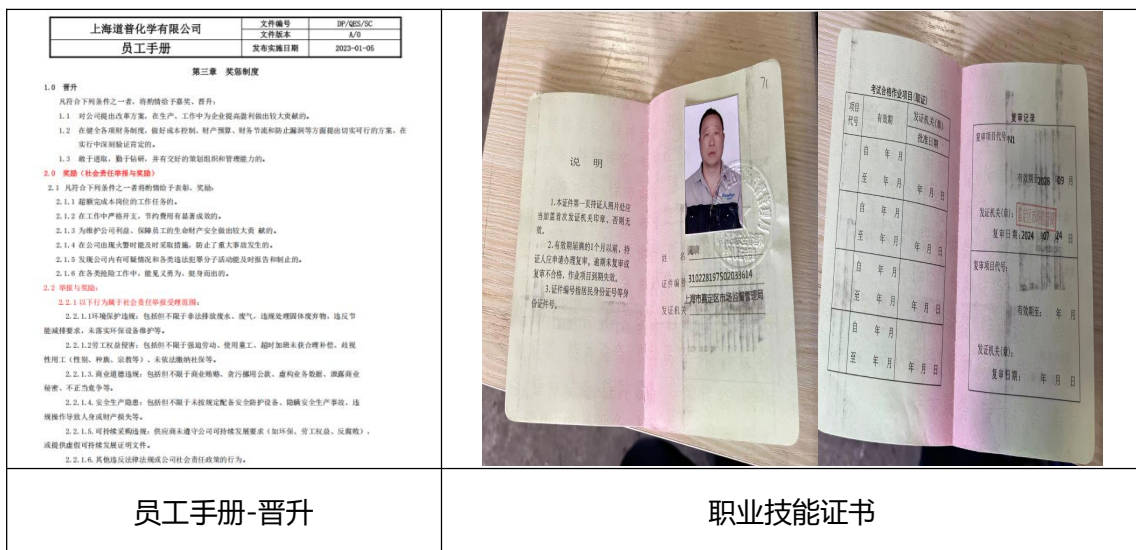 上海道普化学有限公司
文件编号
DP/QES/SC
文件版本
A/0
员工手册
发布实施日期
2023-01-05
第三章 奖惩制度
1.0 晋升
凡符合下列条件之一者，将酌情给予嘉奖、晋升：
1.1 对公司提出改革方案，在生产、工作中为企业提高盈利做出较大贡献的。
1.2 在健全各项财务制度，做好成本控制、财产预算、财务节流和防止漏洞等方面提出切实可行的方案，在
实行中深刻验证肯定的。
1.3 敢于进取，勤于钻研，并有交好的策划组织和管理能力的。
2.0 奖励（社会责任举报与奖励）
2.1 凡符合下列条件之一者将酌情给予表彰、奖励：
2.1.1 超额完成本岗位的工作任务的。
2.1.2 在工作中严格开支，节约费用有显著成效的。
2.1.3 为维护公司利益、保障员工的生命财产安全做出较大贡 献的。
2.1.4 在公司出现火警时能及时采取措施，防止了重大事故发生的。
2.1.5 发现公司内有可疑情况和各类违法犯罪分子活动能及时报告和制止的。
2.1.6 在各类抢险工作中，能见义勇为、挺身而出的。
2.2 举报与奖励：
2.2.1 以下行为属于社会责任举报受理范围：
2.2.1.1环境保护违规：包括但不限于非法排放废水、废气、违规处理固体废弃物、违反节
能减排要求、未落实环保设备维护等。
2.2.1.2劳工权益侵害：包括但不限于强迫劳动、使用童工、超时加班未获合理补偿、歧视
性用工（性别、种族、宗教等）、未依法缴纳社保等。
2.2.1.3.商业道德违规：包括但不限于商业贿赂、贪污挪用公款、虚构业务数据、泄露商业
秘密、不正当竞争等。
2.2.1.4.安全生产隐患：包括但不限于未按规定配备安全防护设备、隐瞒安全生产事故、违
规操作导致人身或财产损失等。
2.2.1.5.可持续采购违规：供应商未遵守公司可持续发展要求（如环保、劳工权益、反腐败），
或提供虚假可持续发展证明文件。
2.2.1.6.其他违反法律法规或公司社会责任政策的行为。
说 明
1.本证件第一页持证人照片处应
当加盖首次发证机关印章，否则无
效。
2.有效期届满的1个月以前，持
证人应申请办理复审。逾期未复审或
复审不合格，作业项目到期失效。
3.证件编号指居民身份证号等身
份证件号。
71
姓 名
证件编号 310228197502033614
发证机关 上海市嘉定区市场监督管理局
考试合格作业项目(取证)
项目代号
有效期
发证机关(章)
批准日期
自 年 月
至 年 月
年 月 日
自 年 月
至 年 月
年 月 日
自 年 月
至 年 月
年 月 日
自 年 月
至 年 月
年 月 日
复审记录
复审项目代号:N1
有效期至:2028 年 09 月
发证机关(章):
复审日期:2024 年 07 月 24 日
复审项目代号:
有效期至: 年 月
发证机关(章):
复审日期: 年 月 日
员工手册-晋升
职业技能证书